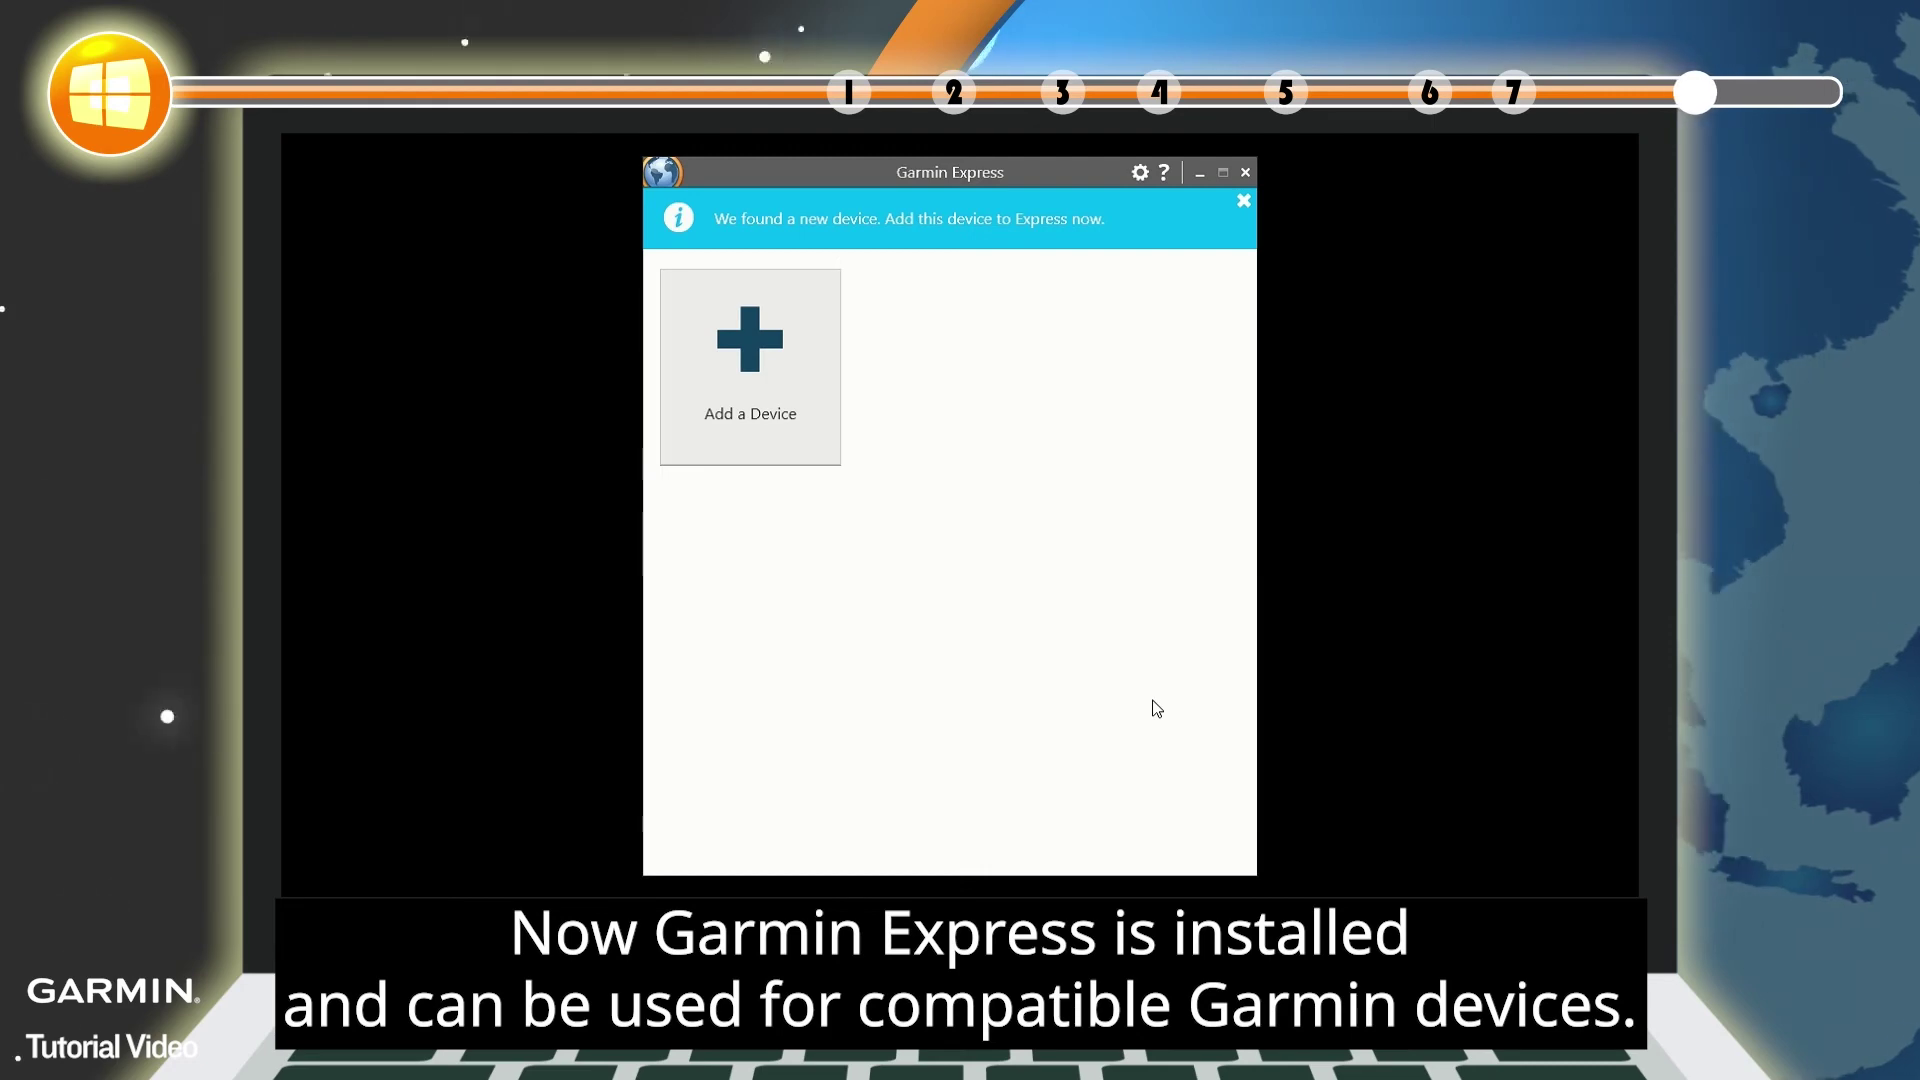 1 2 3 4 5 6 7
Garmin Express
?
i We found a new device. Add this device to Express now.
Add a Device
Now Garmin Express is installed
and can be used for compatible Garmin devices.
GARMIN.
Tutorial Video